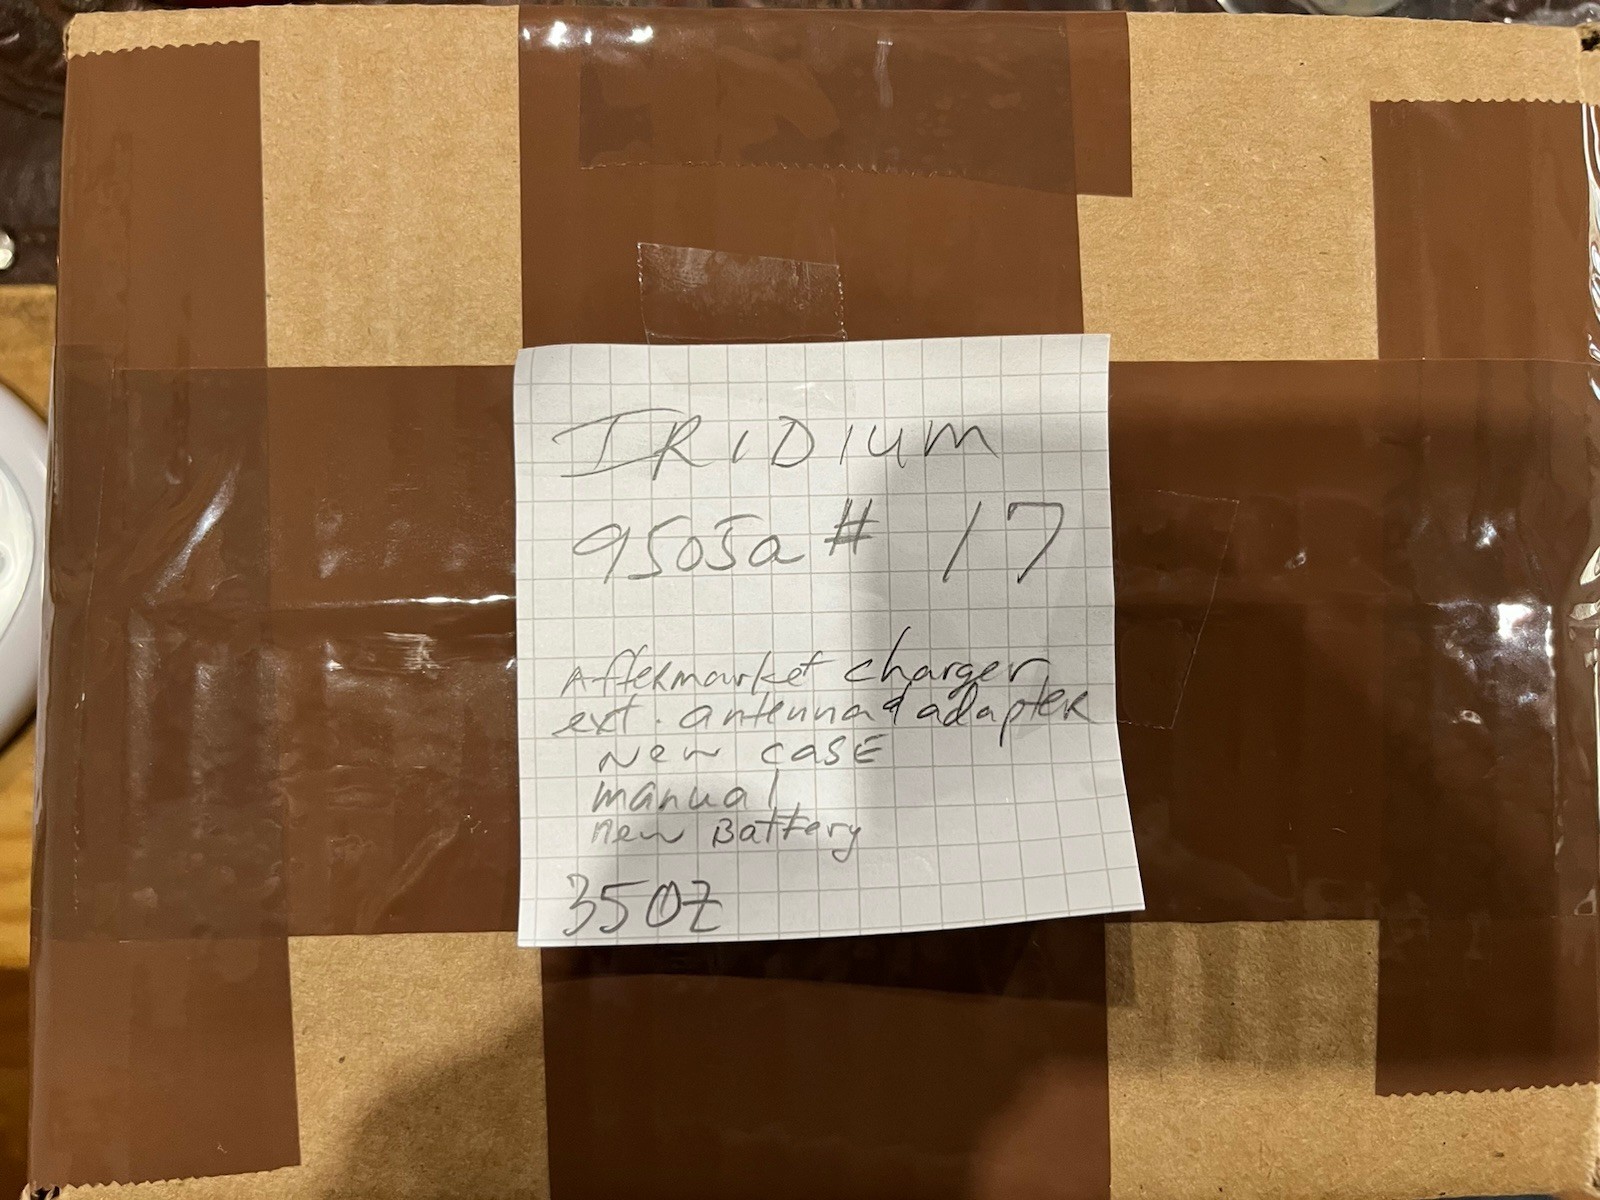 IRIDIUM
9505a # 17
Aftermarket charger
ext. antenna & adapter
New case
manual
new Battery
35oz